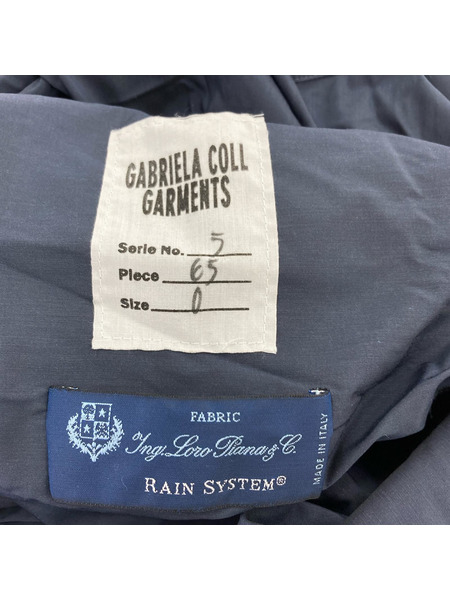 GABRIELA COLL
GARMENTS
Serie No. 5
Piece 65
Size 0
FABRIC
Ing. Loro Piana & C.
RAIN SYSTEM®
MADE IN ITALY